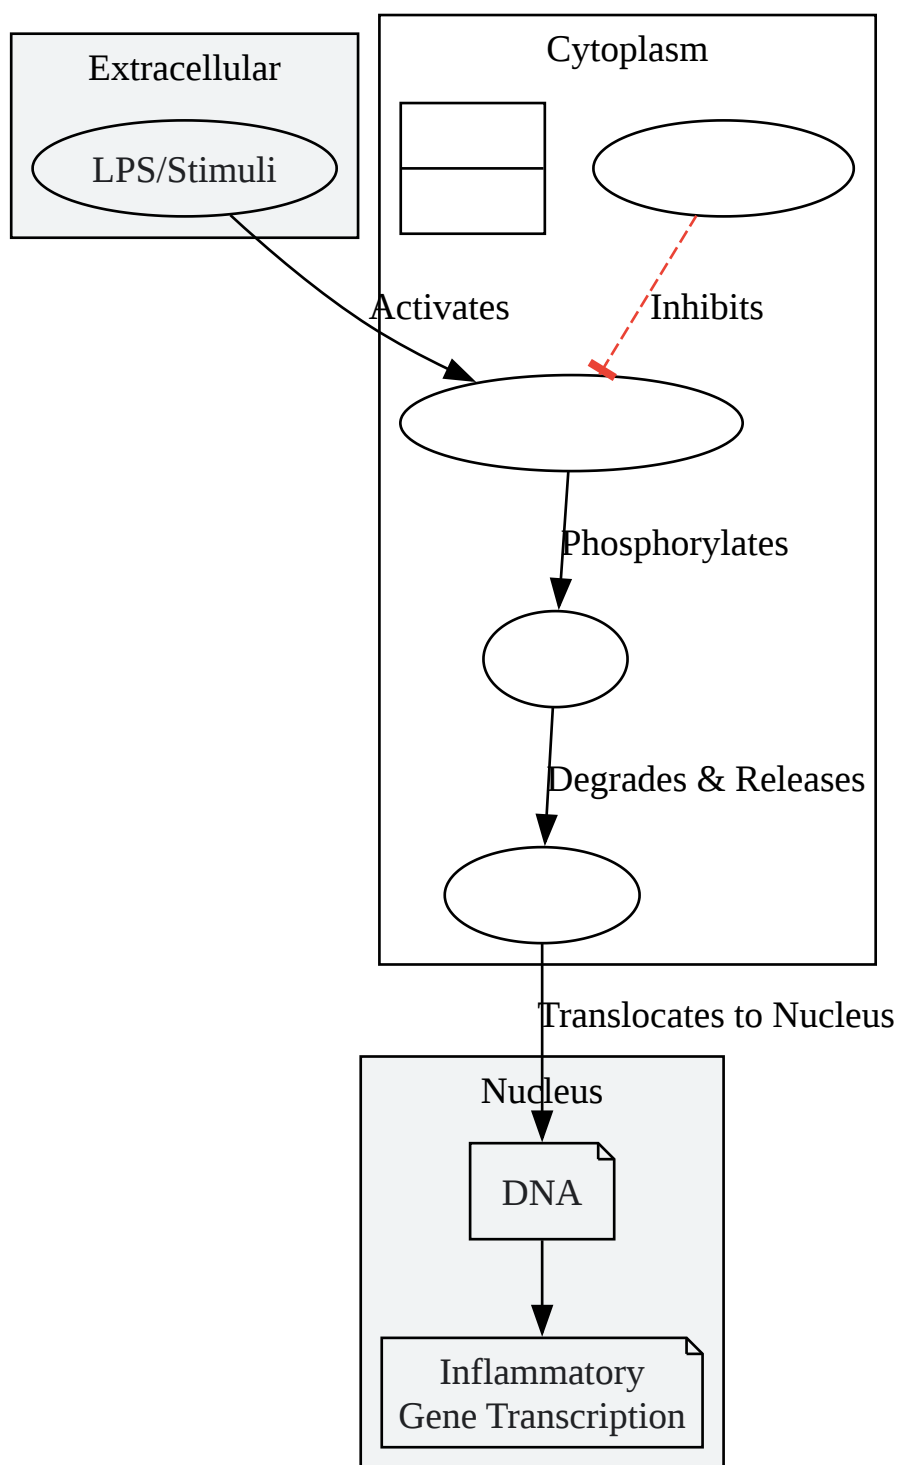 Extracellular
LPS/Stimuli
Cytoplasm
Activates
Inhibits
Phosphorylates
Degrades & Releases
Translocates to Nucleus
Nucleus
DNA
Inflammatory
Gene Transcription